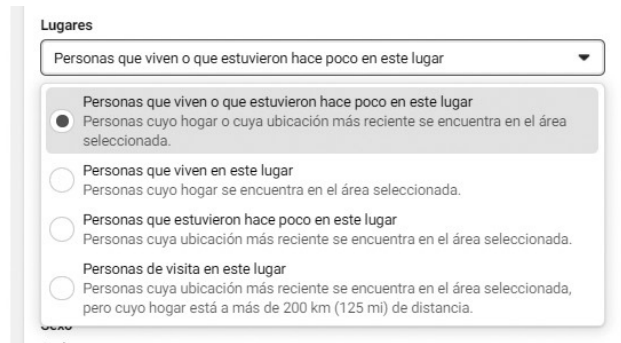 Lugares
Personas que viven o que estuvieron hace poco en este lugar
Personas que viven o que estuvieron hace poco en este lugar
Personas cuyo hogar o cuya ubicación más reciente se encuentra en el área
seleccionada.
Personas que viven en este lugar
Personas cuyo hogar se encuentra en el área seleccionada.
Personas que estuvieron hace poco en este lugar
Personas cuya ubicación más reciente se encuentra en el área seleccionada.
Personas de visita en este lugar
Personas cuya ubicación más reciente se encuentra en el área seleccionada,
pero cuyo hogar está a más de 200 km (125 mi) de distancia.
Sexo